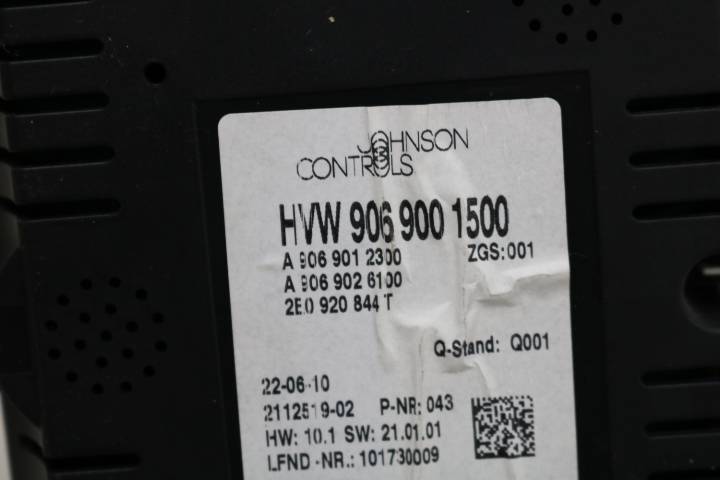 JOHNSON
CONTROLS
HVW 906 900 1500
A 906 901 2300 ZGS:001
A 906 902 6100
2E0 920 844 T
Q-Stand: Q001
22-06-10
2112519-02 P-NR: 043
HW: 10.1 SW: 21.01.01
LFND-NR.: 101730009